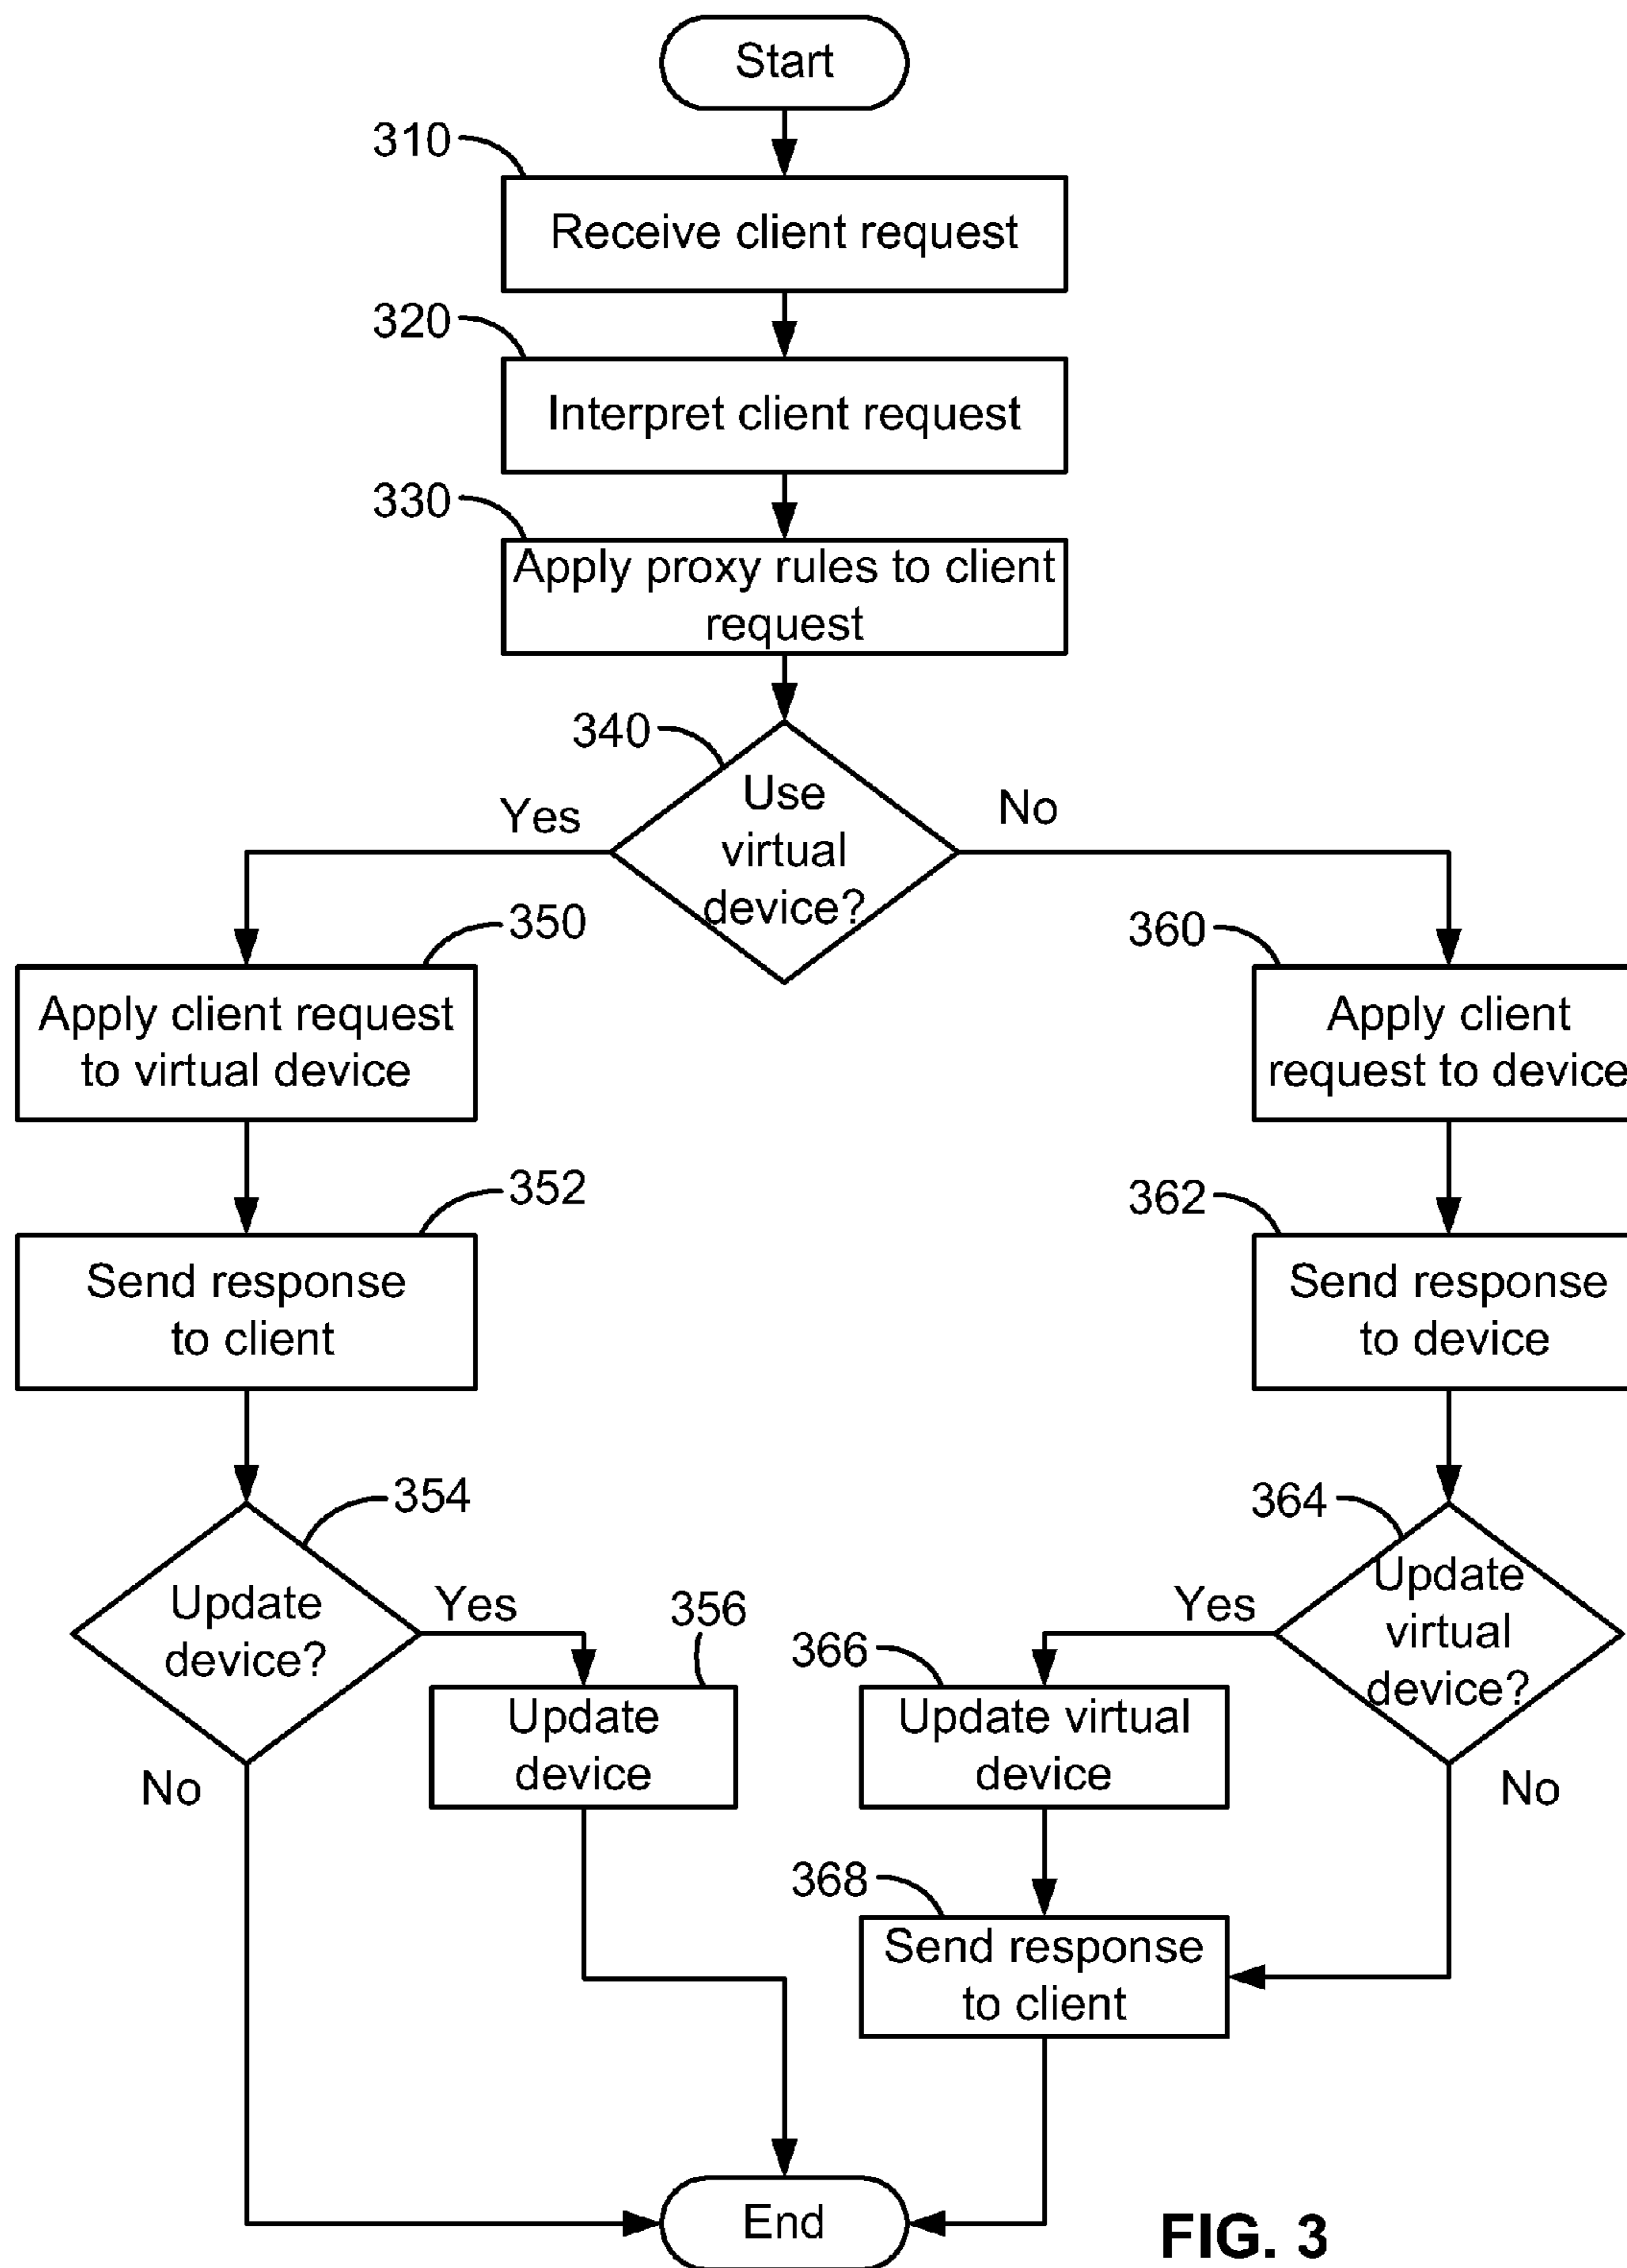 Start
310
Receive client request
320
Interpret client request
330
Apply proxy rules to client
request
340
Use
virtual
device?
Yes
No
350
Apply client request
to virtual device
360
Apply client
request to device
352
Send response
to client
362
Send response
to device
354
Update
device?
Yes
No
356
Update
device
364
Update
virtual
device?
Yes
No
366
Update virtual
device
368
Send response
to client
End
FIG. 3